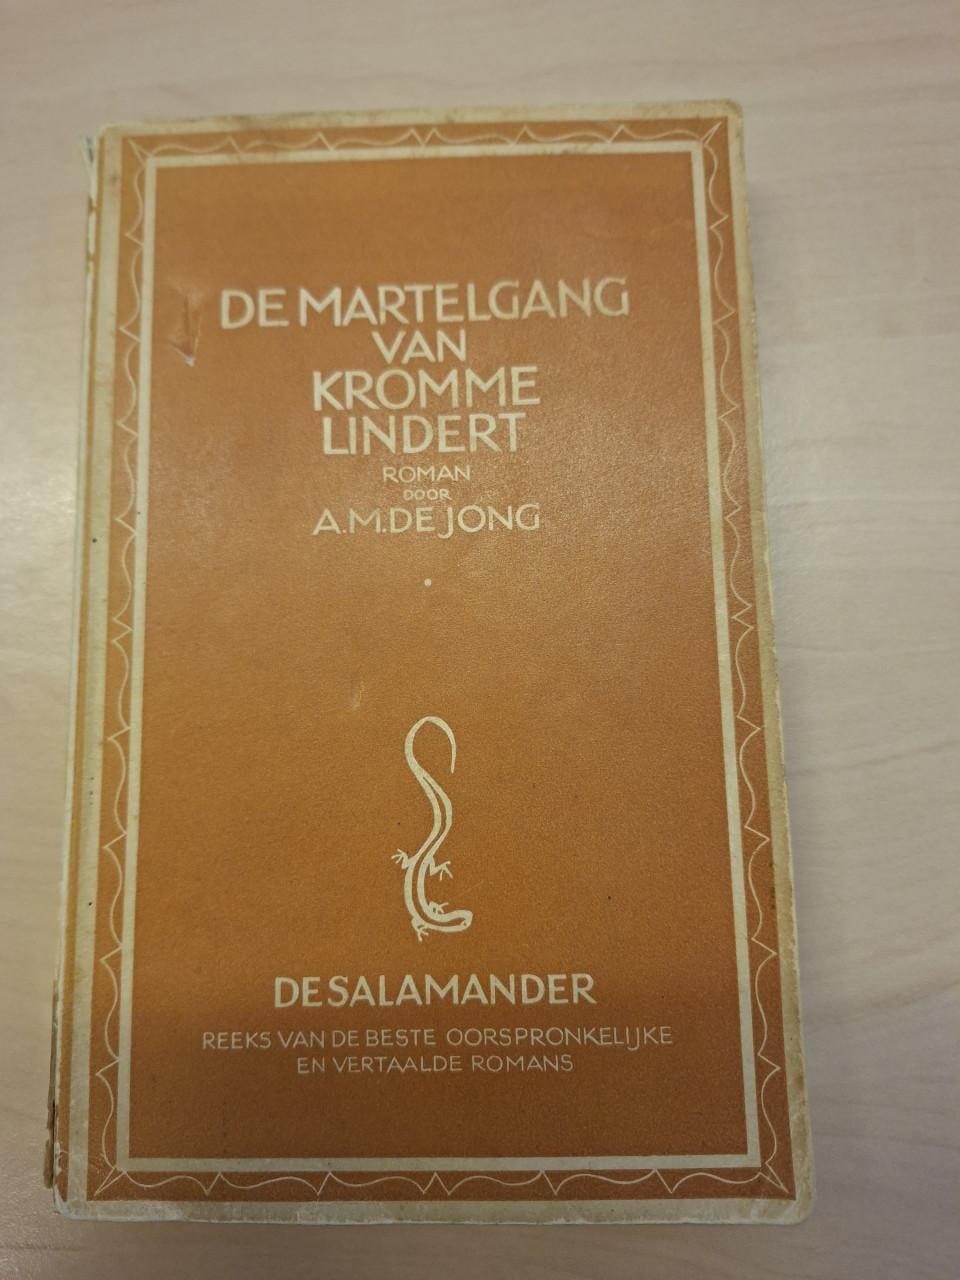 DE MARTELGANG
VAN
KROMME
LINDERT
ROMAN
DOOR
A.M. DE JONG
DE SALAMANDER
REEKS VAN DE BESTE OORSPRONKELIJKE
EN VERTAALDE ROMANS